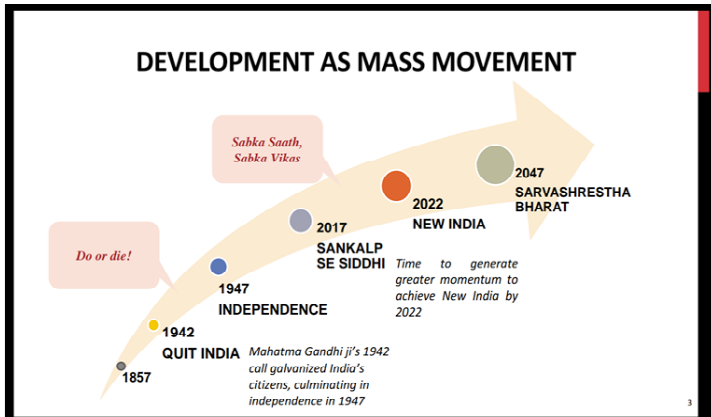 DEVELOPMENT AS MASS MOVEMENT
Sabka Saath,
Sabka Vikas
2047
SARVASHRESTHA
BHARAT
2022
NEW INDIA
Do or die!
2017
SANKALP
SE SIDDHI
Time to generate
greater momentum to
achieve New India by
2022
1947
INDEPENDENCE
1942
QUIT INDIA
Mahatma Gandhi ji's 1942
call galvanized India's
citizens, culminating in
independence in 1947
1857
3